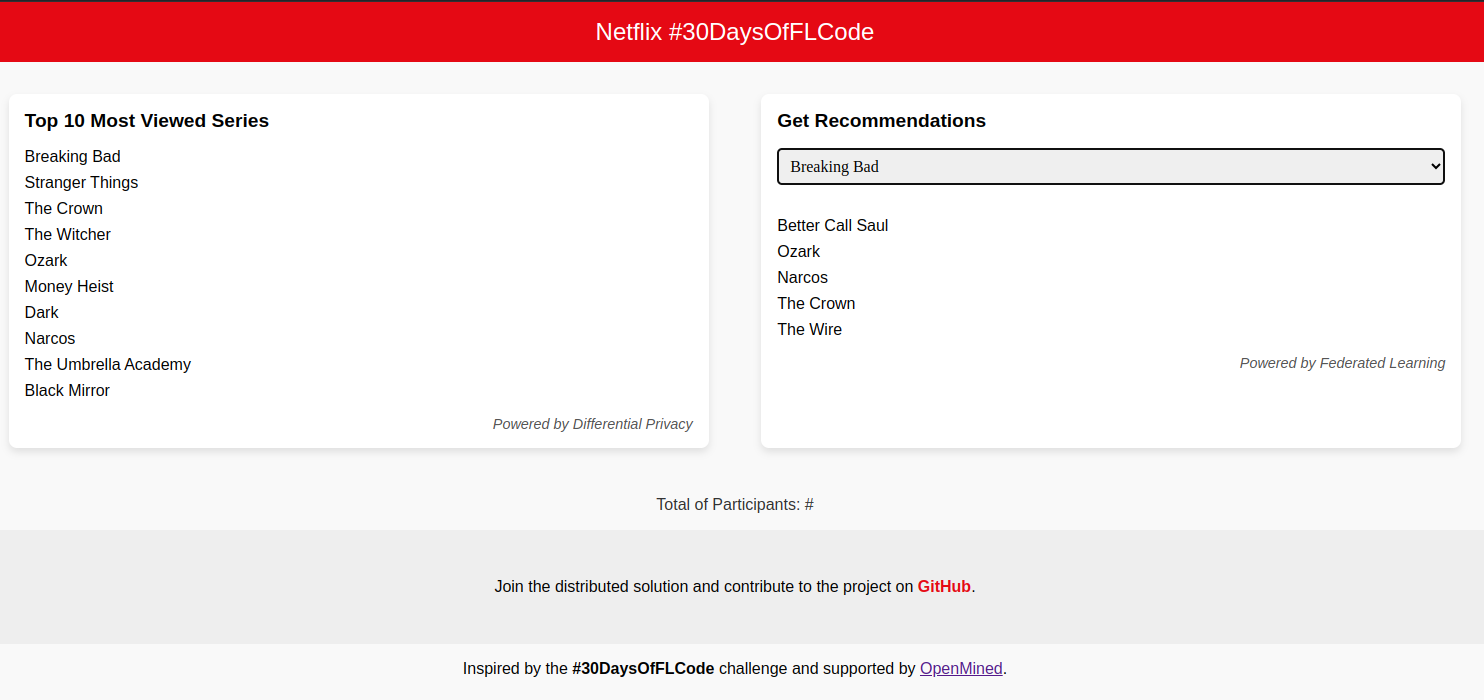 Netflix #30DaysOfFLCode
Top 10 Most Viewed Series
Breaking Bad
Stranger Things
The Crown
The Witcher
Ozark
Money Heist
Dark
Narcos
The Umbrella Academy
Black Mirror
Powered by Differential Privacy
Get Recommendations
Breaking Bad
Better Call Saul
Ozark
Narcos
The Crown
The Wire
Powered by Federated Learning
Total of Participants: #
Join the distributed solution and contribute to the project on GitHub.
Inspired by the #30DaysOfFLCode challenge and supported by OpenMined.